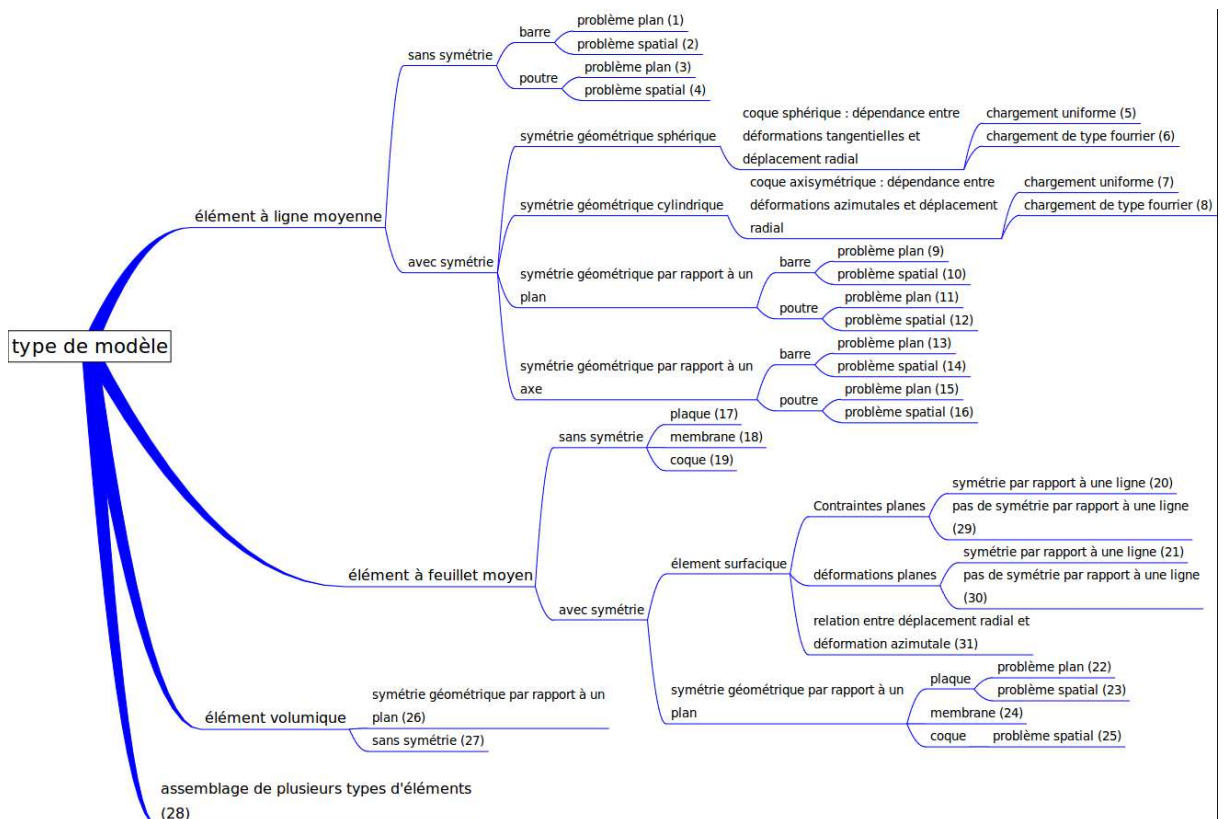 type de modèle
élément à ligne moyenne
sans symétrie
barre
problème plan (1)
problème spatial (2)
poutre
problème plan (3)
problème spatial (4)
avec symétrie
symétrie géométrique sphérique
coque sphérique : dépendance entre
déformations tangentielles et
déplacement radial
chargement uniforme (5)
chargement de type fourrier (6)
symétrie géométrique cylindrique
coque axisymétrique : dépendance entre
déformations azimutales et déplacement
radial
chargement uniforme (7)
chargement de type fourrier (8)
symétrie géométrique par rapport à un
plan
barre
problème plan (9)
problème spatial (10)
poutre
problème plan (11)
problème spatial (12)
symétrie géométrique par rapport à un
axe
barre
problème plan (13)
problème spatial (14)
poutre
problème plan (15)
problème spatial (16)
élément à feuillet moyen
sans symétrie
plaque (17)
membrane (18)
coque (19)
avec symétrie
élement surfacique
Contraintes planes
symétrie par rapport à une ligne (20)
pas de symétrie par rapport à une ligne
(29)
déformations planes
symétrie par rapport à une ligne (21)
pas de symétrie par rapport à une ligne
(30)
relation entre déplacement radial et
déformation azimutale (31)
symétrie géométrique par rapport à un
plan
plaque
problème plan (22)
problème spatial (23)
membrane (24)
coque
problème spatial (25)
élément volumique
symétrie géométrique par rapport à un
plan (26)
sans symétrie (27)
assemblage de plusieurs types d'éléments
(28)